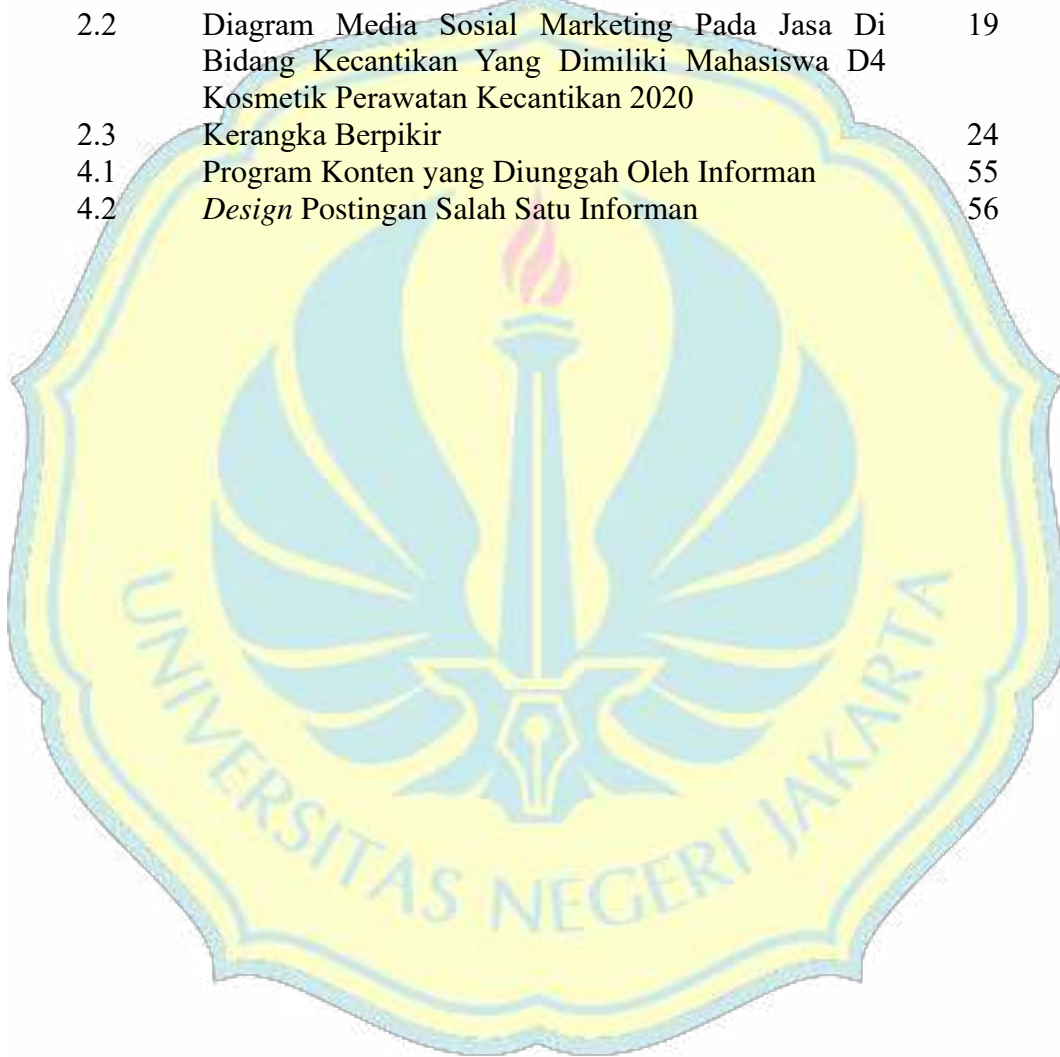 2.2 Diagram Media Sosial Marketing Pada Jasa Di 19
Bidang Kecantikan Yang Dimiliki Mahasiswa D4
Kosmetik Perawatan Kecantikan 2020
2.3 Kerangka Berpikir 24
4.1 Program Konten yang Diunggah Oleh Informan 55
4.2 Design Postingan Salah Satu Informan 56
UNIVERSITAS NEGERI JAKARTA